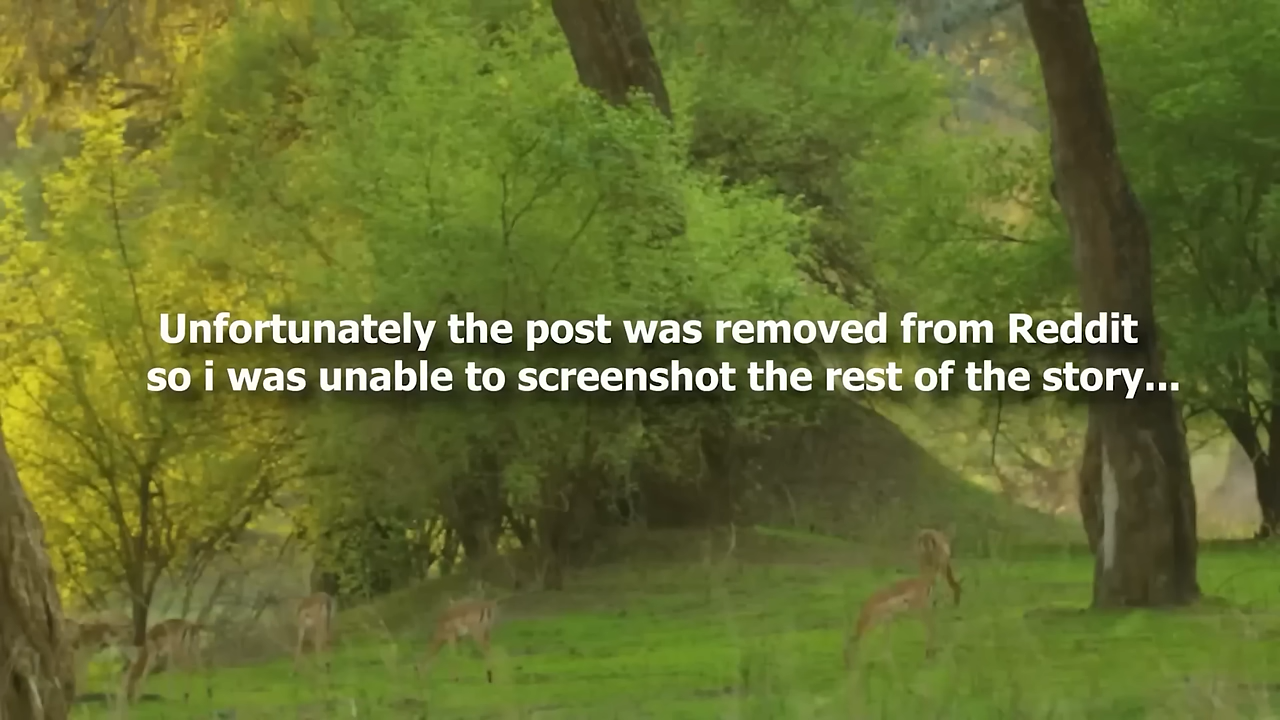 Unfortunately the post was removed from Reddit
so i was unable to screenshot the rest of the story...